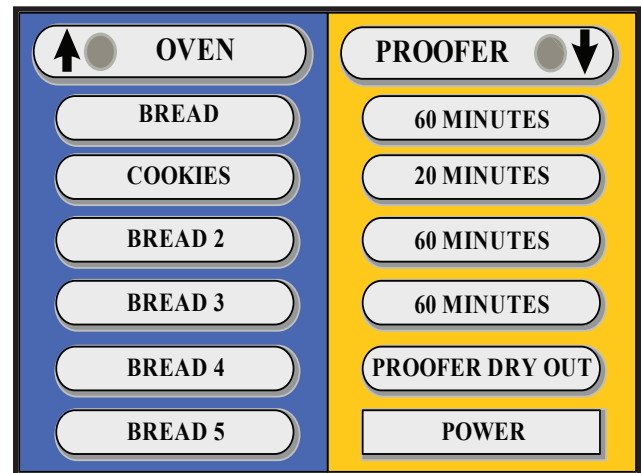 OVEN
BREAD
COOKIES
BREAD 2
BREAD 3
BREAD 4
BREAD 5
PROOFER
60 MINUTES
20 MINUTES
60 MINUTES
60 MINUTES
PROOFER DRY OUT
POWER